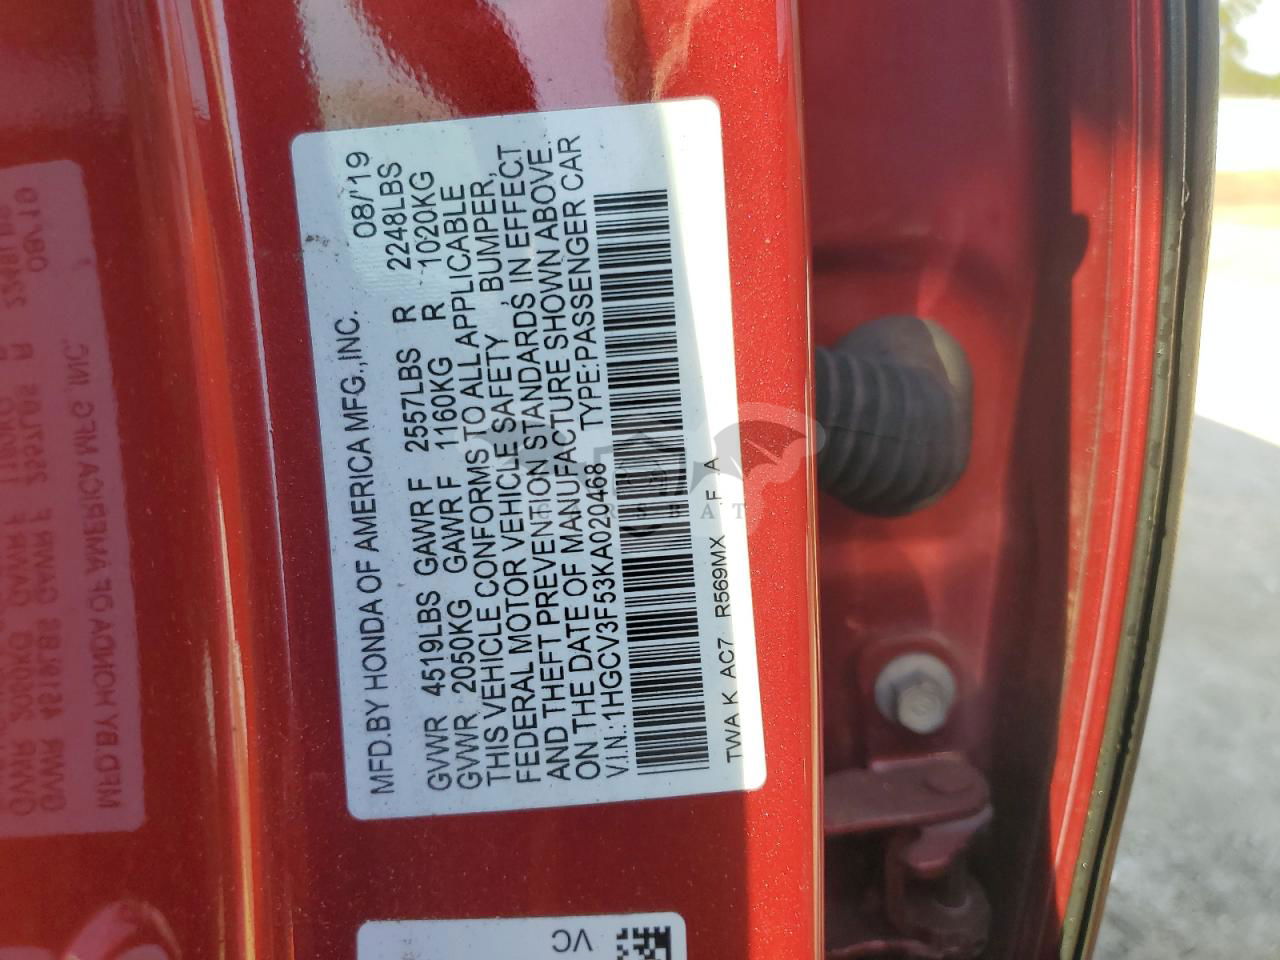 MFD. BY HONDA OF AMERICA MFG., INC. 08/'19
GVWR 4519LBS GAWR F 2557LBS R 2248LBS
GVWR 2050KG GAWR F 1160KG R 1020KG
THIS VEHICLE CONFORMS TO ALL APPLICABLE
FEDERAL MOTOR VEHICLE SAFETY, BUMPER,
AND THEFT PREVENTION STANDARDS IN EFFECT
ON THE DATE OF MANUFACTURE SHOWN ABOVE.
V.I.N.:1HGCV3F53KA020468 TYPE:PASSENGER CAR
TWA K AC7 R569MX F A
VC
CARSBAT